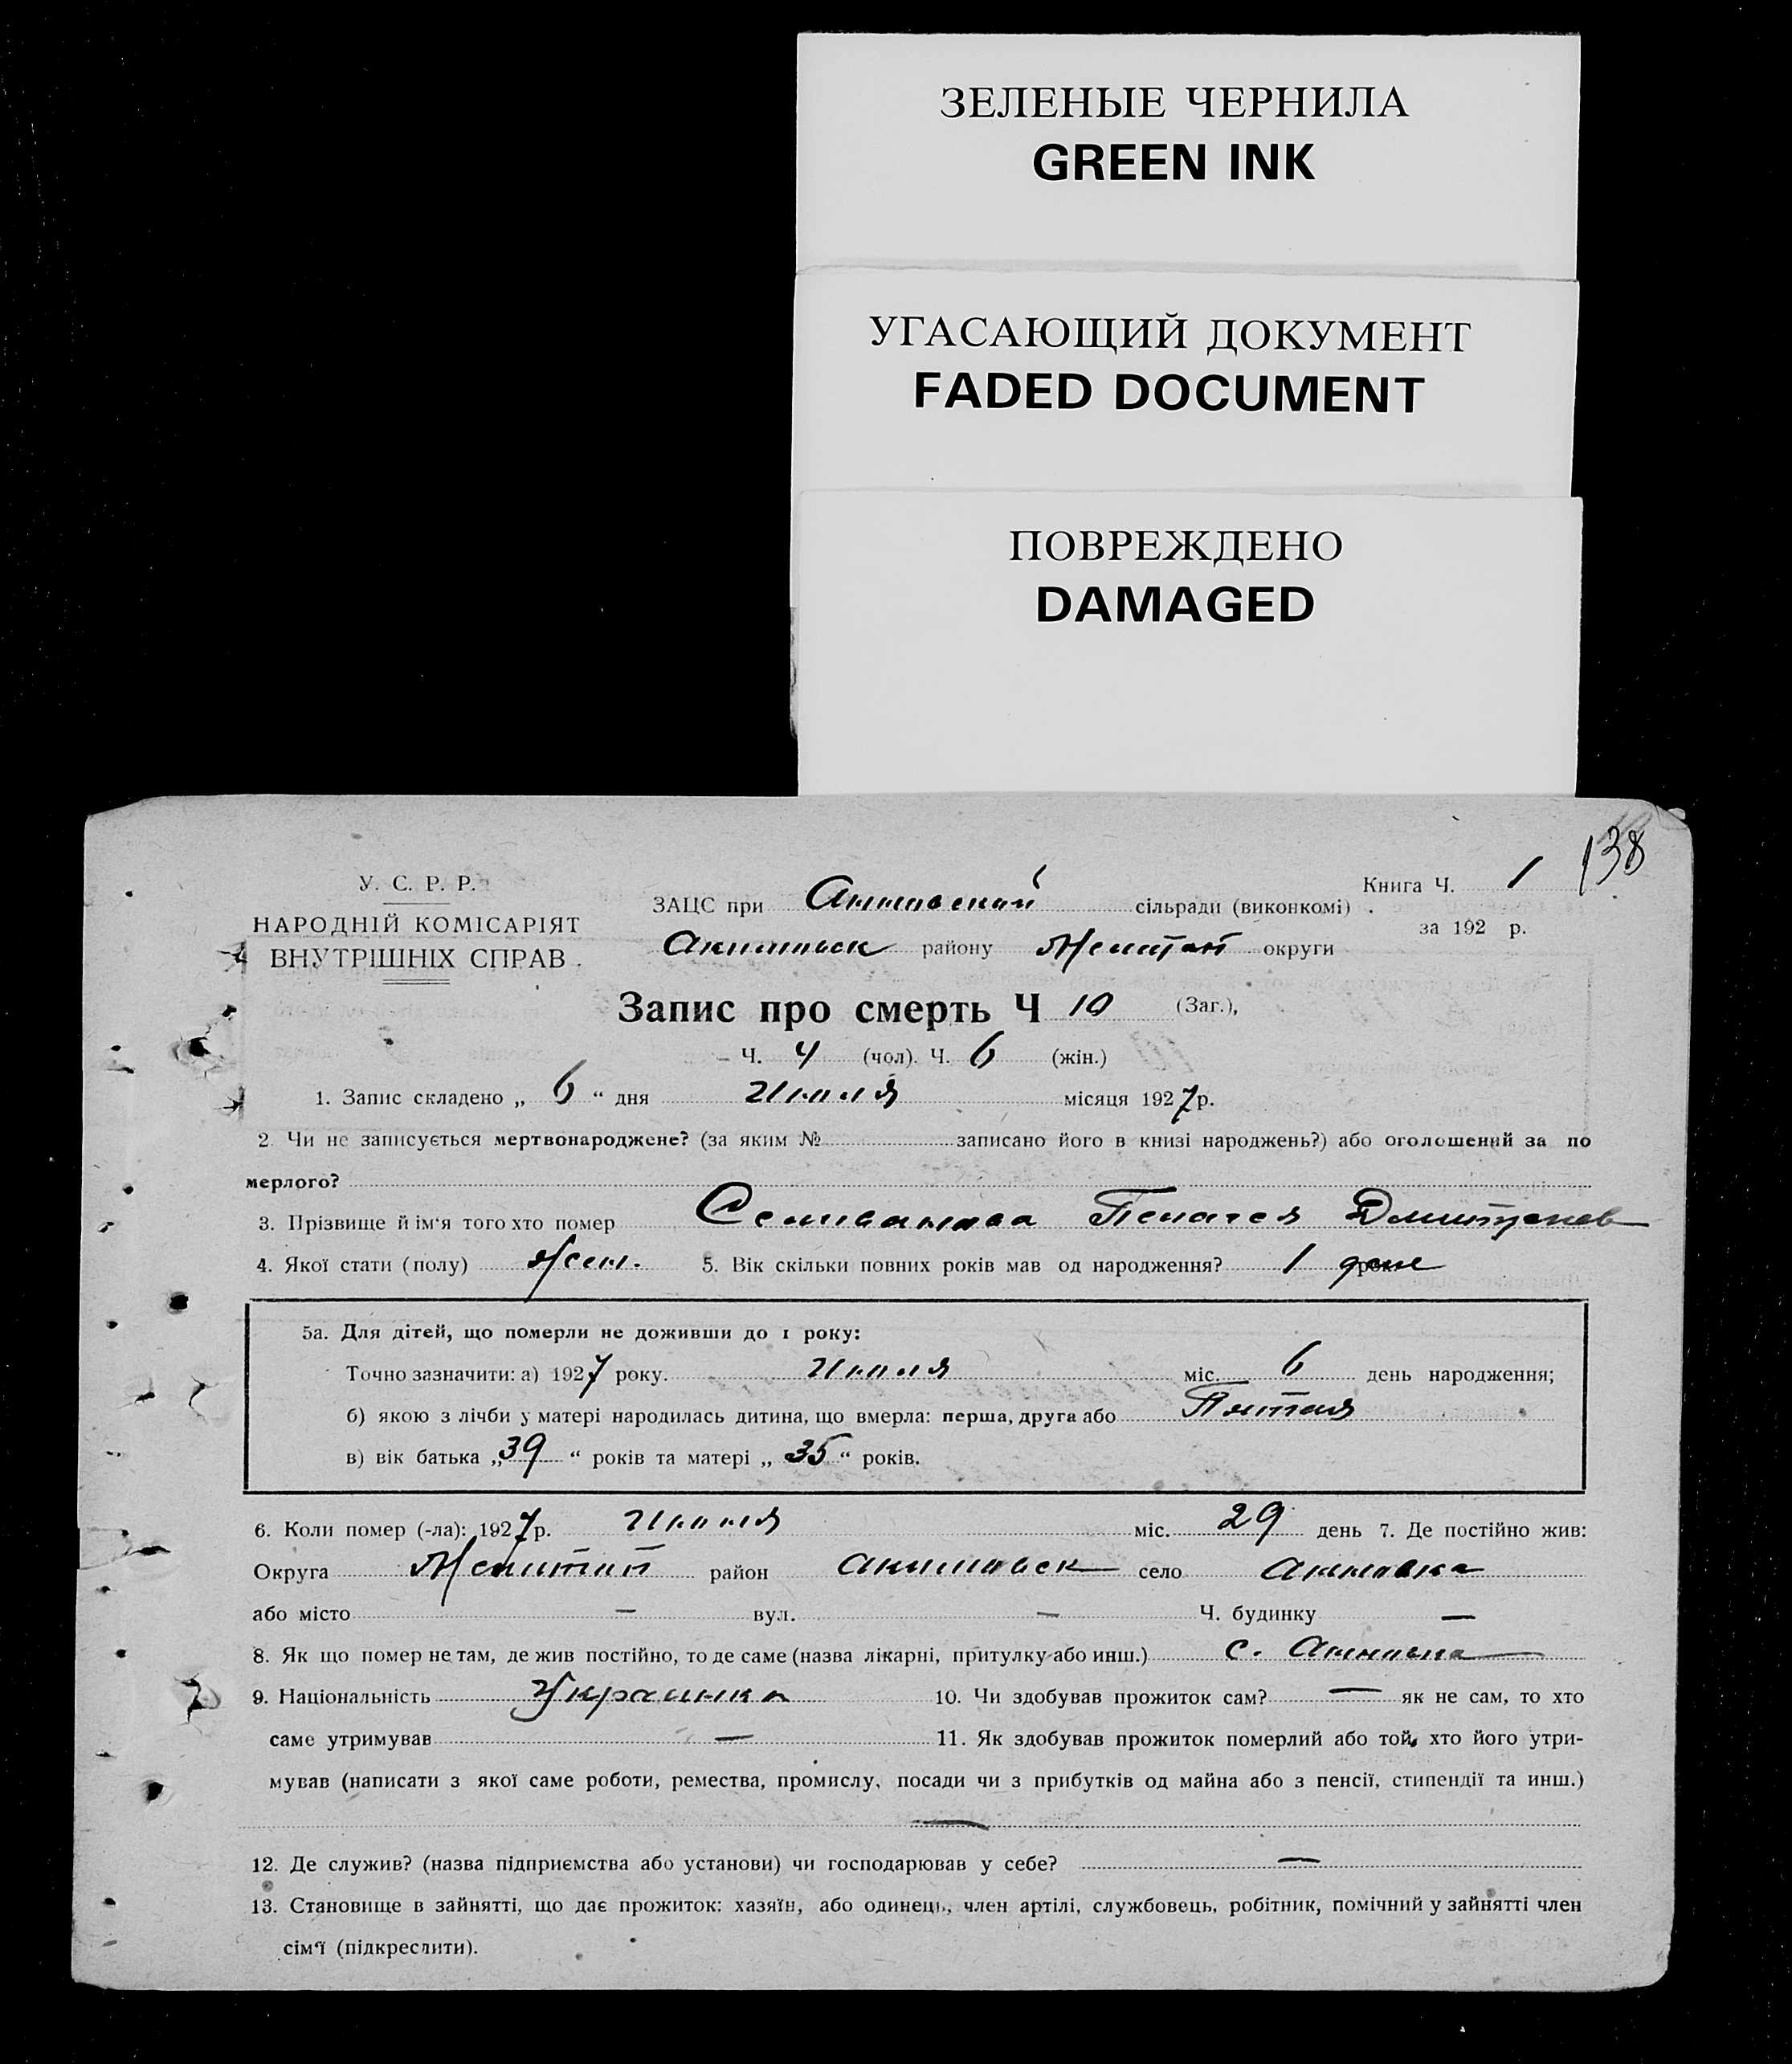 ЗЕЛЕНЫЕ ЧЕРНИЛА
GREEN INK
УГАСАЮЩИЙ ДОКУМЕНТ
FADED DOCUMENT
ПОВРЕЖДЕНО
DAMAGED
138
У. С. Р. Р.
НАРОДНІЙ КОМІСАРІЯТ
ВНУТРІШНІХ СПРАВ
ЗАЦС при сільради (виконкомі)
району округи
Книга Ч. 1
за 192 р.
Запис про смерть Ч 10 (Заг.),
Ч. 4 (чол). Ч. 6 (жін.)
1. Запис складено „ 6 “ дня Июля місяця 1927 р.
2. Чи не записується мертвонароджене? (за яким № записано його в книзі народжень?) або оголошений за по
мерлого?
3. Прізвище й ім'я того хто помер Селиванова Пелагея
4. Якої стати (полу) жен. 5. Вік скільки повних років мав од народження? 1
5а. Для дітей, що померли не доживши до 1 року:
Точно зазначити: а) 1927 року. Июля міс. 6 день народження;
б) якою з лічби у матері народилась дитина, що вмерла: перша, друга або Пятая
в) вік батька „ 39 “ років та матері „ 35 “ років.
6. Коли помер (-ла): 1927 р. Июля міс. 29 день 7. Де постійно жив:
Округа район село
або місто — вул. — Ч. будинку —
8. Як що помер не там, де жив постійно, то де саме (назва лікарні, притулку або инш.) с.
9. Національність Украинка 10. Чи здобував прожиток сам? — як не сам, то хто
саме утримував — 11. Як здобував прожиток померлий або той, хто його утри-
мував (написати з якої саме роботи, ремества, промислу, посади чи з прибутків од майна або з пенсії, стипендії та инш.)
—
12. Де служив? (назва підприємства або установи) чи господарював у себе? —
13. Становище в зайнятті, що дає прожиток: хазяїн, або одинець, член артілі, службовець, робітник, помічний у зайнятті член
сім'ї (підкреслити).